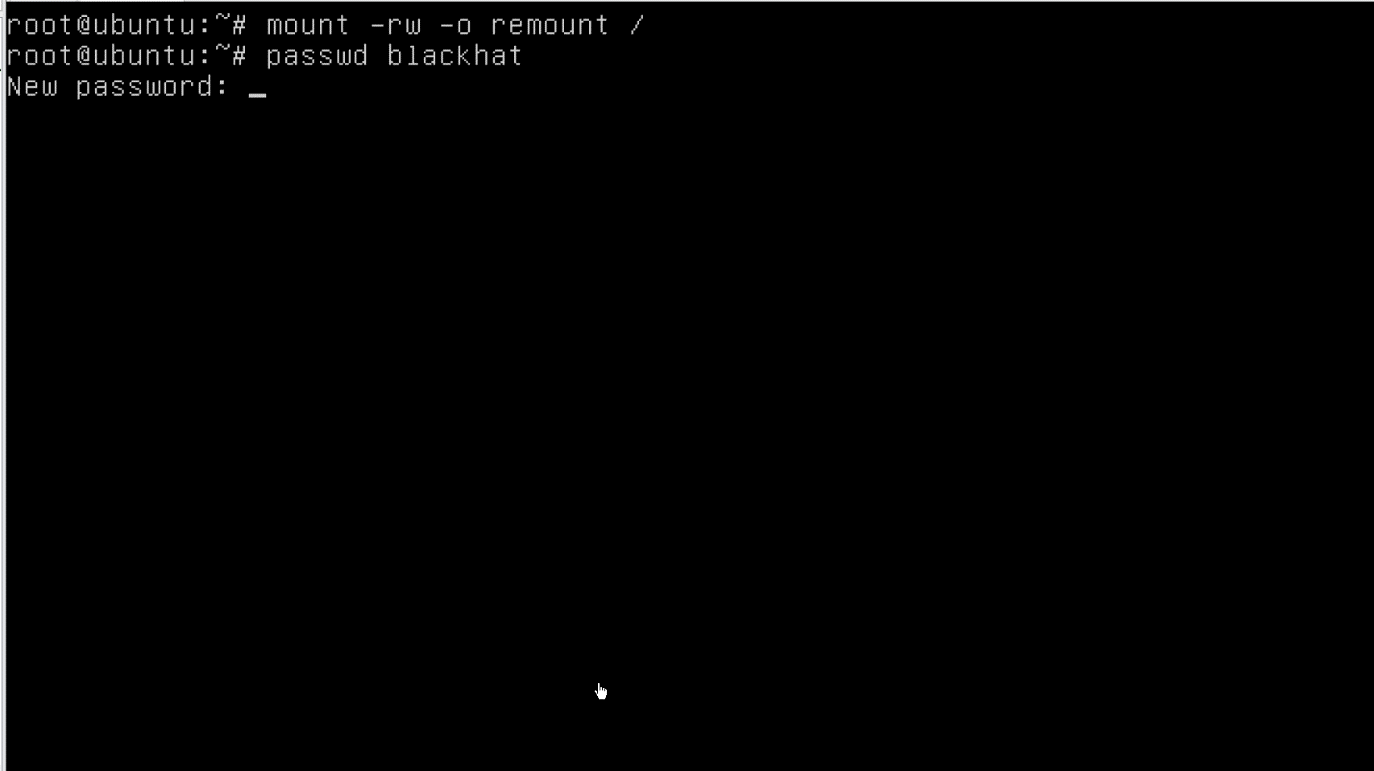 root@ubuntu:~# mount -rw -o remount /
root@ubuntu:~# passwd blackhat
New password: _